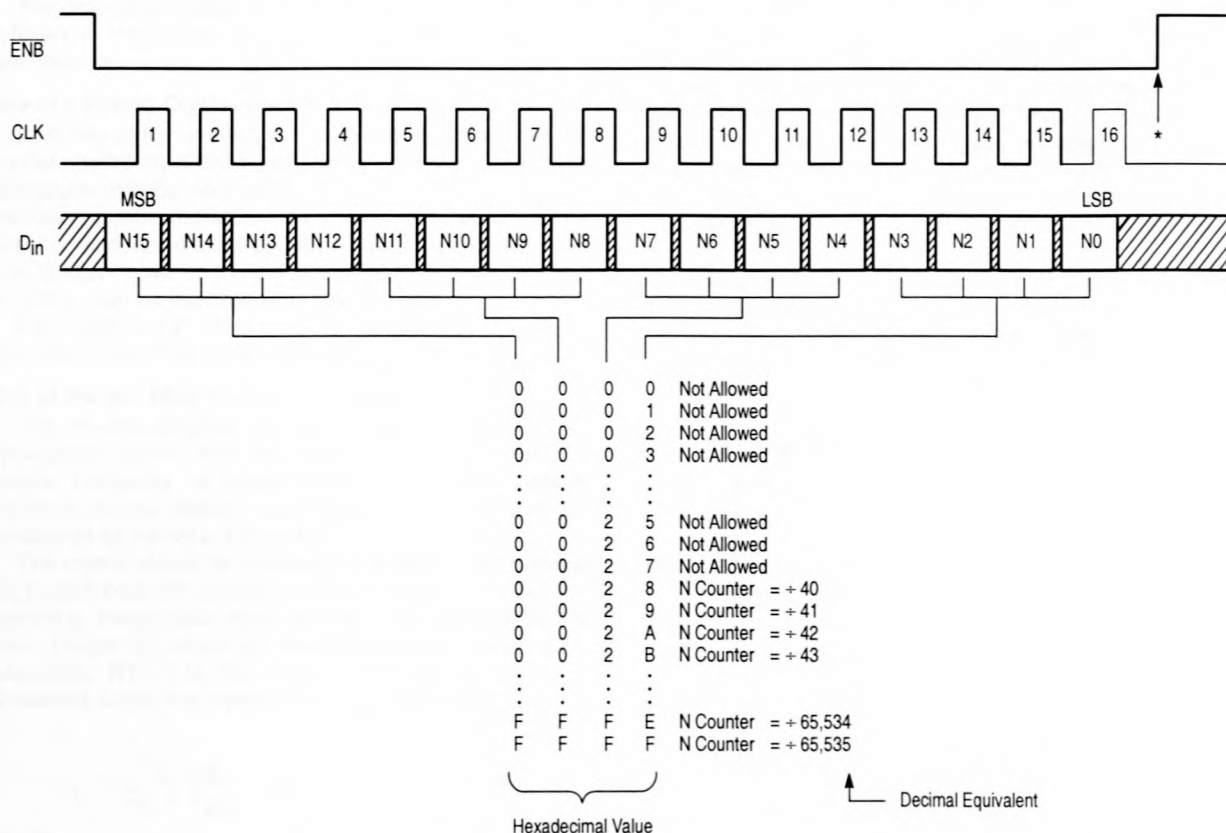 ENB
CLK 1 2 3 4 5 6 7 8 9 10 11 12 13 14 15 16 *
MSB LSB
Din N15 N14 N13 N12 N11 N10 N9 N8 N7 N6 N5 N4 N3 N2 N1 N0
0 0 0 0 Not Allowed
0 0 0 1 Not Allowed
0 0 0 2 Not Allowed
0 0 0 3 Not Allowed
. . . .
. . . .
0 0 2 5 Not Allowed
0 0 2 6 Not Allowed
0 0 2 7 Not Allowed
0 0 2 8 N Counter = ÷ 40
0 0 2 9 N Counter = ÷ 41
0 0 2 A N Counter = ÷ 42
0 0 2 B N Counter = ÷ 43
. . . .
. . . .
F F F E N Counter = ÷ 65,534
F F F F N Counter = ÷ 65,535
Decimal Equivalent
Hexadecimal Value